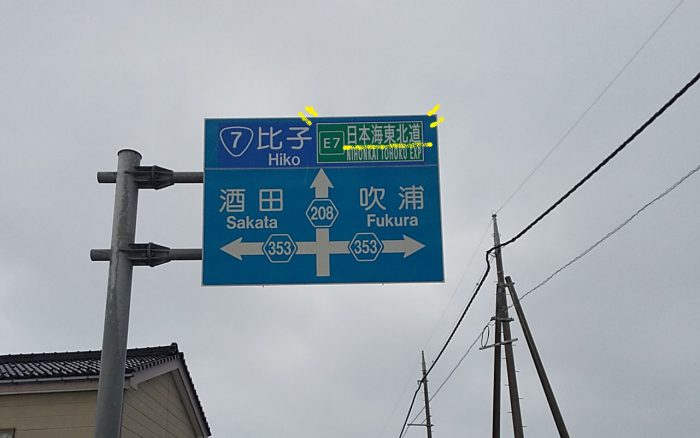 7 比子 E7 日本海東北道
Hiko NIHONKAI TOHOKU EXP
酒田 208 吹浦
Sakata Fukura
353 353